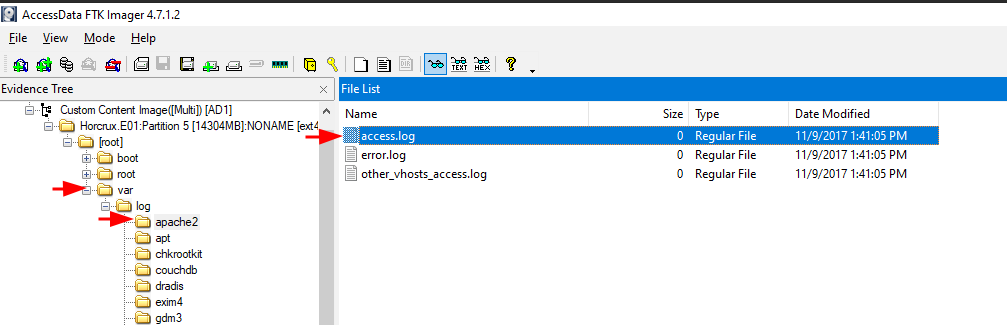 AccessData FTK Imager 4.7.1.2
File View Mode Help
TEXT HEX
Evidence Tree
File List
Custom Content Image([Multi]) [AD1]
Horcrux.E01:Partition 5 [14304MB]:NONAME [ext4
[root]
boot
root
var
log
apache2
apt
chkrootkit
couchdb
dradis
exim4
gdm3
Name Size Type Date Modified
access.log 0 Regular File 11/9/2017 1:41:05 PM
error.log 0 Regular File 11/9/2017 1:41:05 PM
other_vhosts_access.log 0 Regular File 11/9/2017 1:41:05 PM